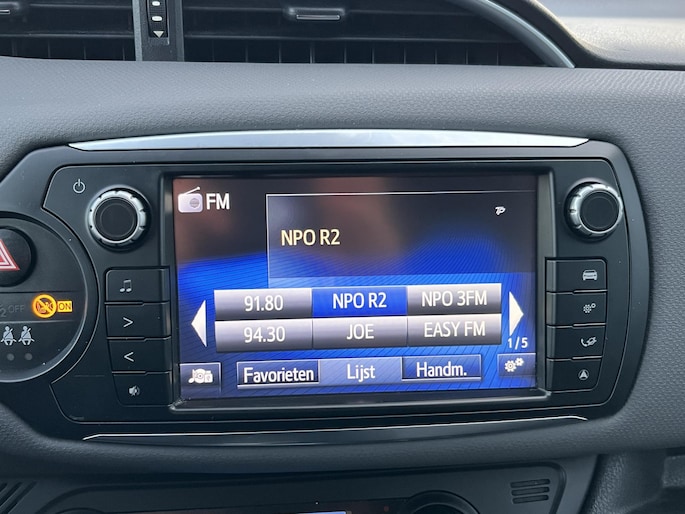 FM
NPO R2
91.80 NPO R2 NPO 3FM
94.30 JOE EASY FM
1/5
Favorieten Lijst Handm.
2 OFF ON